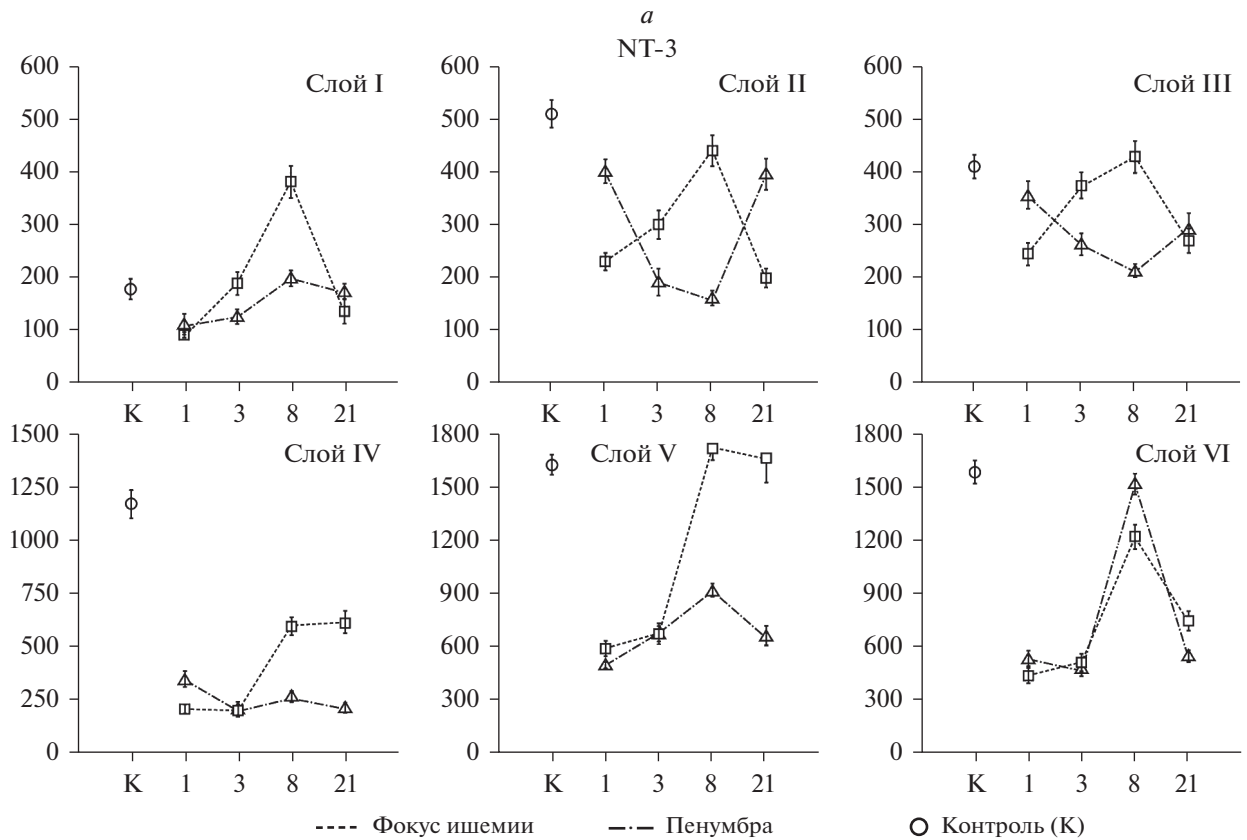 а
NT-3
600
500
400
300
200
100
0
Слой I
К 1 3 8 21
600
500
400
300
200
100
0
Слой II
К 1 3 8 21
600
500
400
300
200
100
0
Слой III
К 1 3 8 21
1500
1250
1000
750
500
250
0
Слой IV
К 1 3 8 21
1800
1500
1200
900
600
300
0
Слой V
К 1 3 8 21
1800
1500
1200
900
600
300
0
Слой VI
К 1 3 8 21
Фокус ишемии Пенумбра Контроль (К)